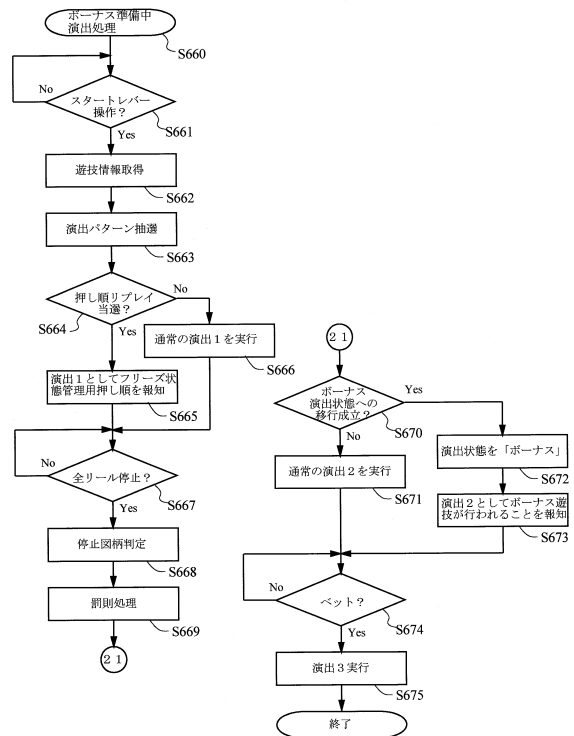 ボーナス準備中
演出処理
S660
No
スタートレバー
操作？
Yes
S661
遊技情報取得
S662
演出パターン抽選
S663
押し順リプレイ
当選？
No
S664
Yes
通常の演出１を実行
S666
演出１としてフリーズ状
態管理用押し順を報知
S665
No
全リール停止？
S667
Yes
停止図柄判定
S668
罰則処理
S669
２１
２１
ボーナス
演出状態への
移行成立？
Yes
S670
No
演出状態を「ボーナス」
S672
通常の演出２を実行
S671
演出２としてボーナス遊
技が行われることを報知
S673
No
ベット？
S674
Yes
演出３実行
S675
終了